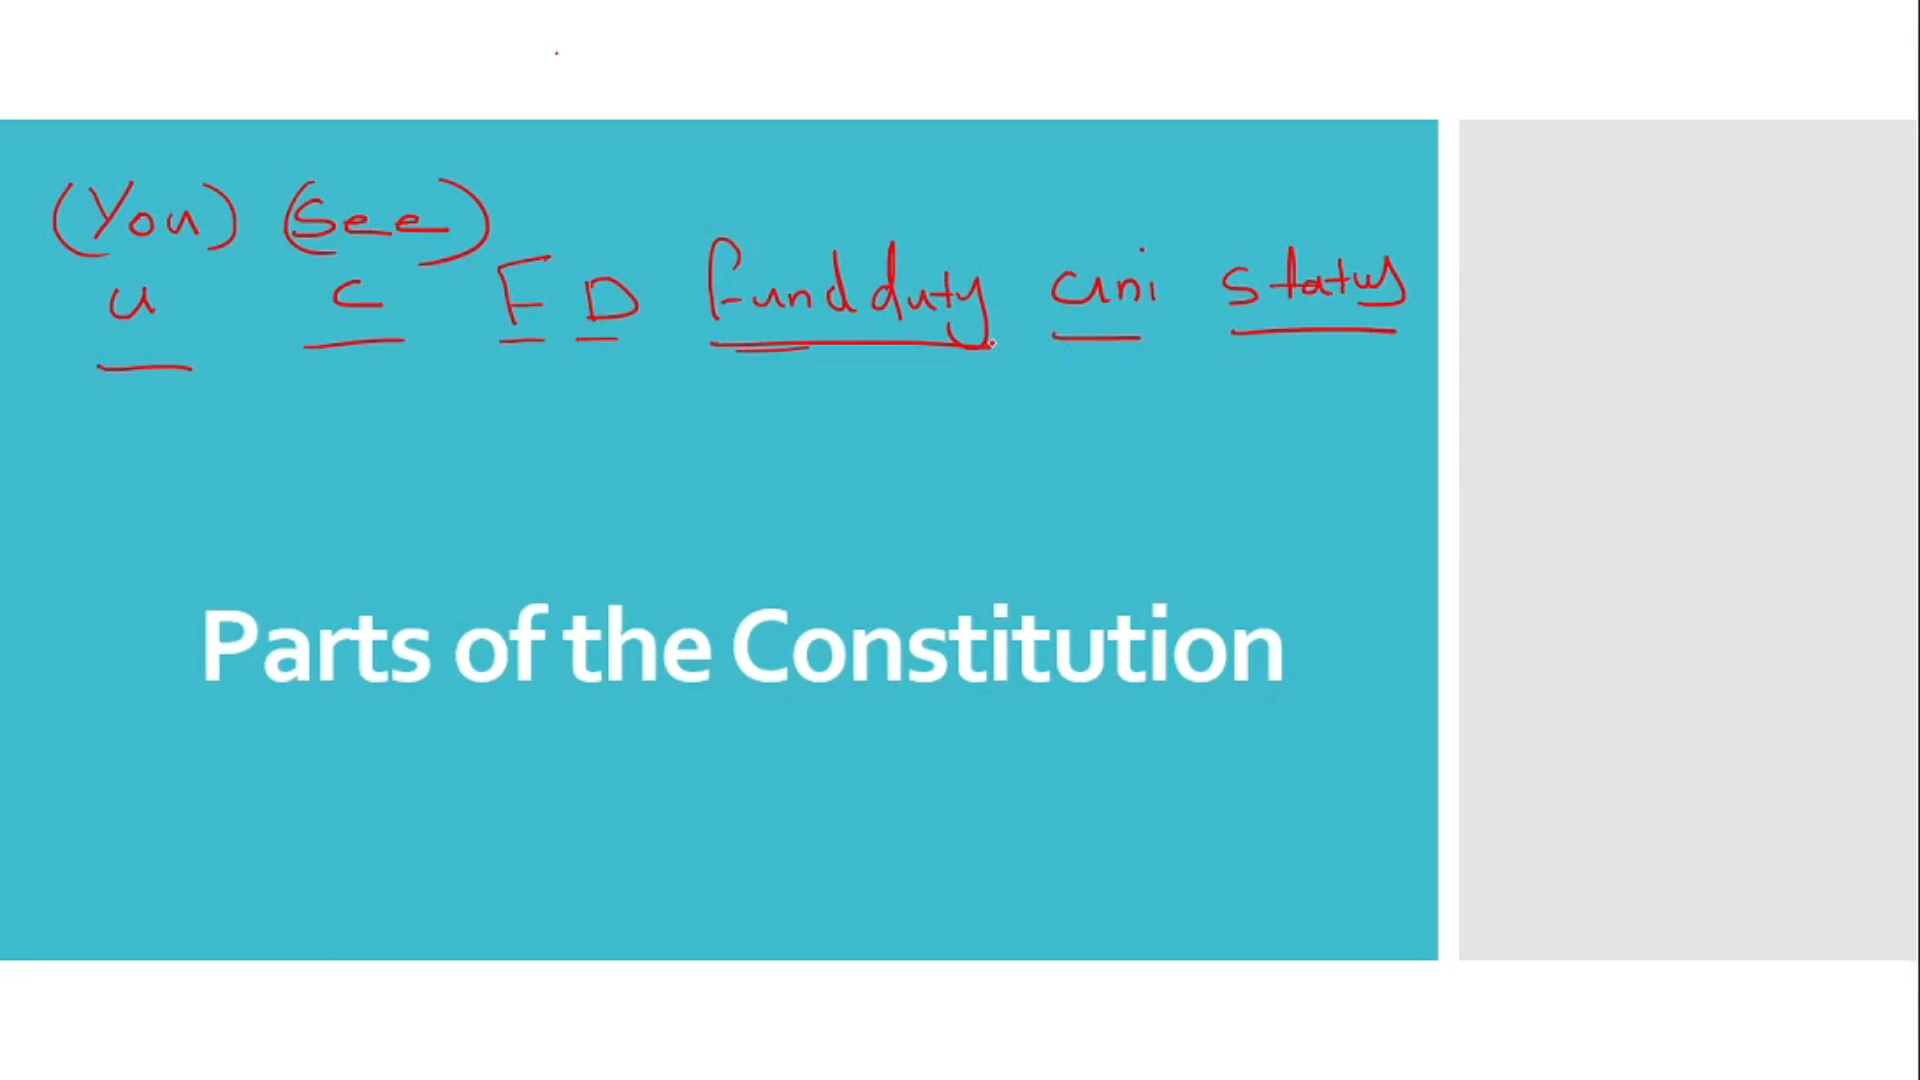 (You) (See)
u c F D fundduty uni status
Parts of the Constitution